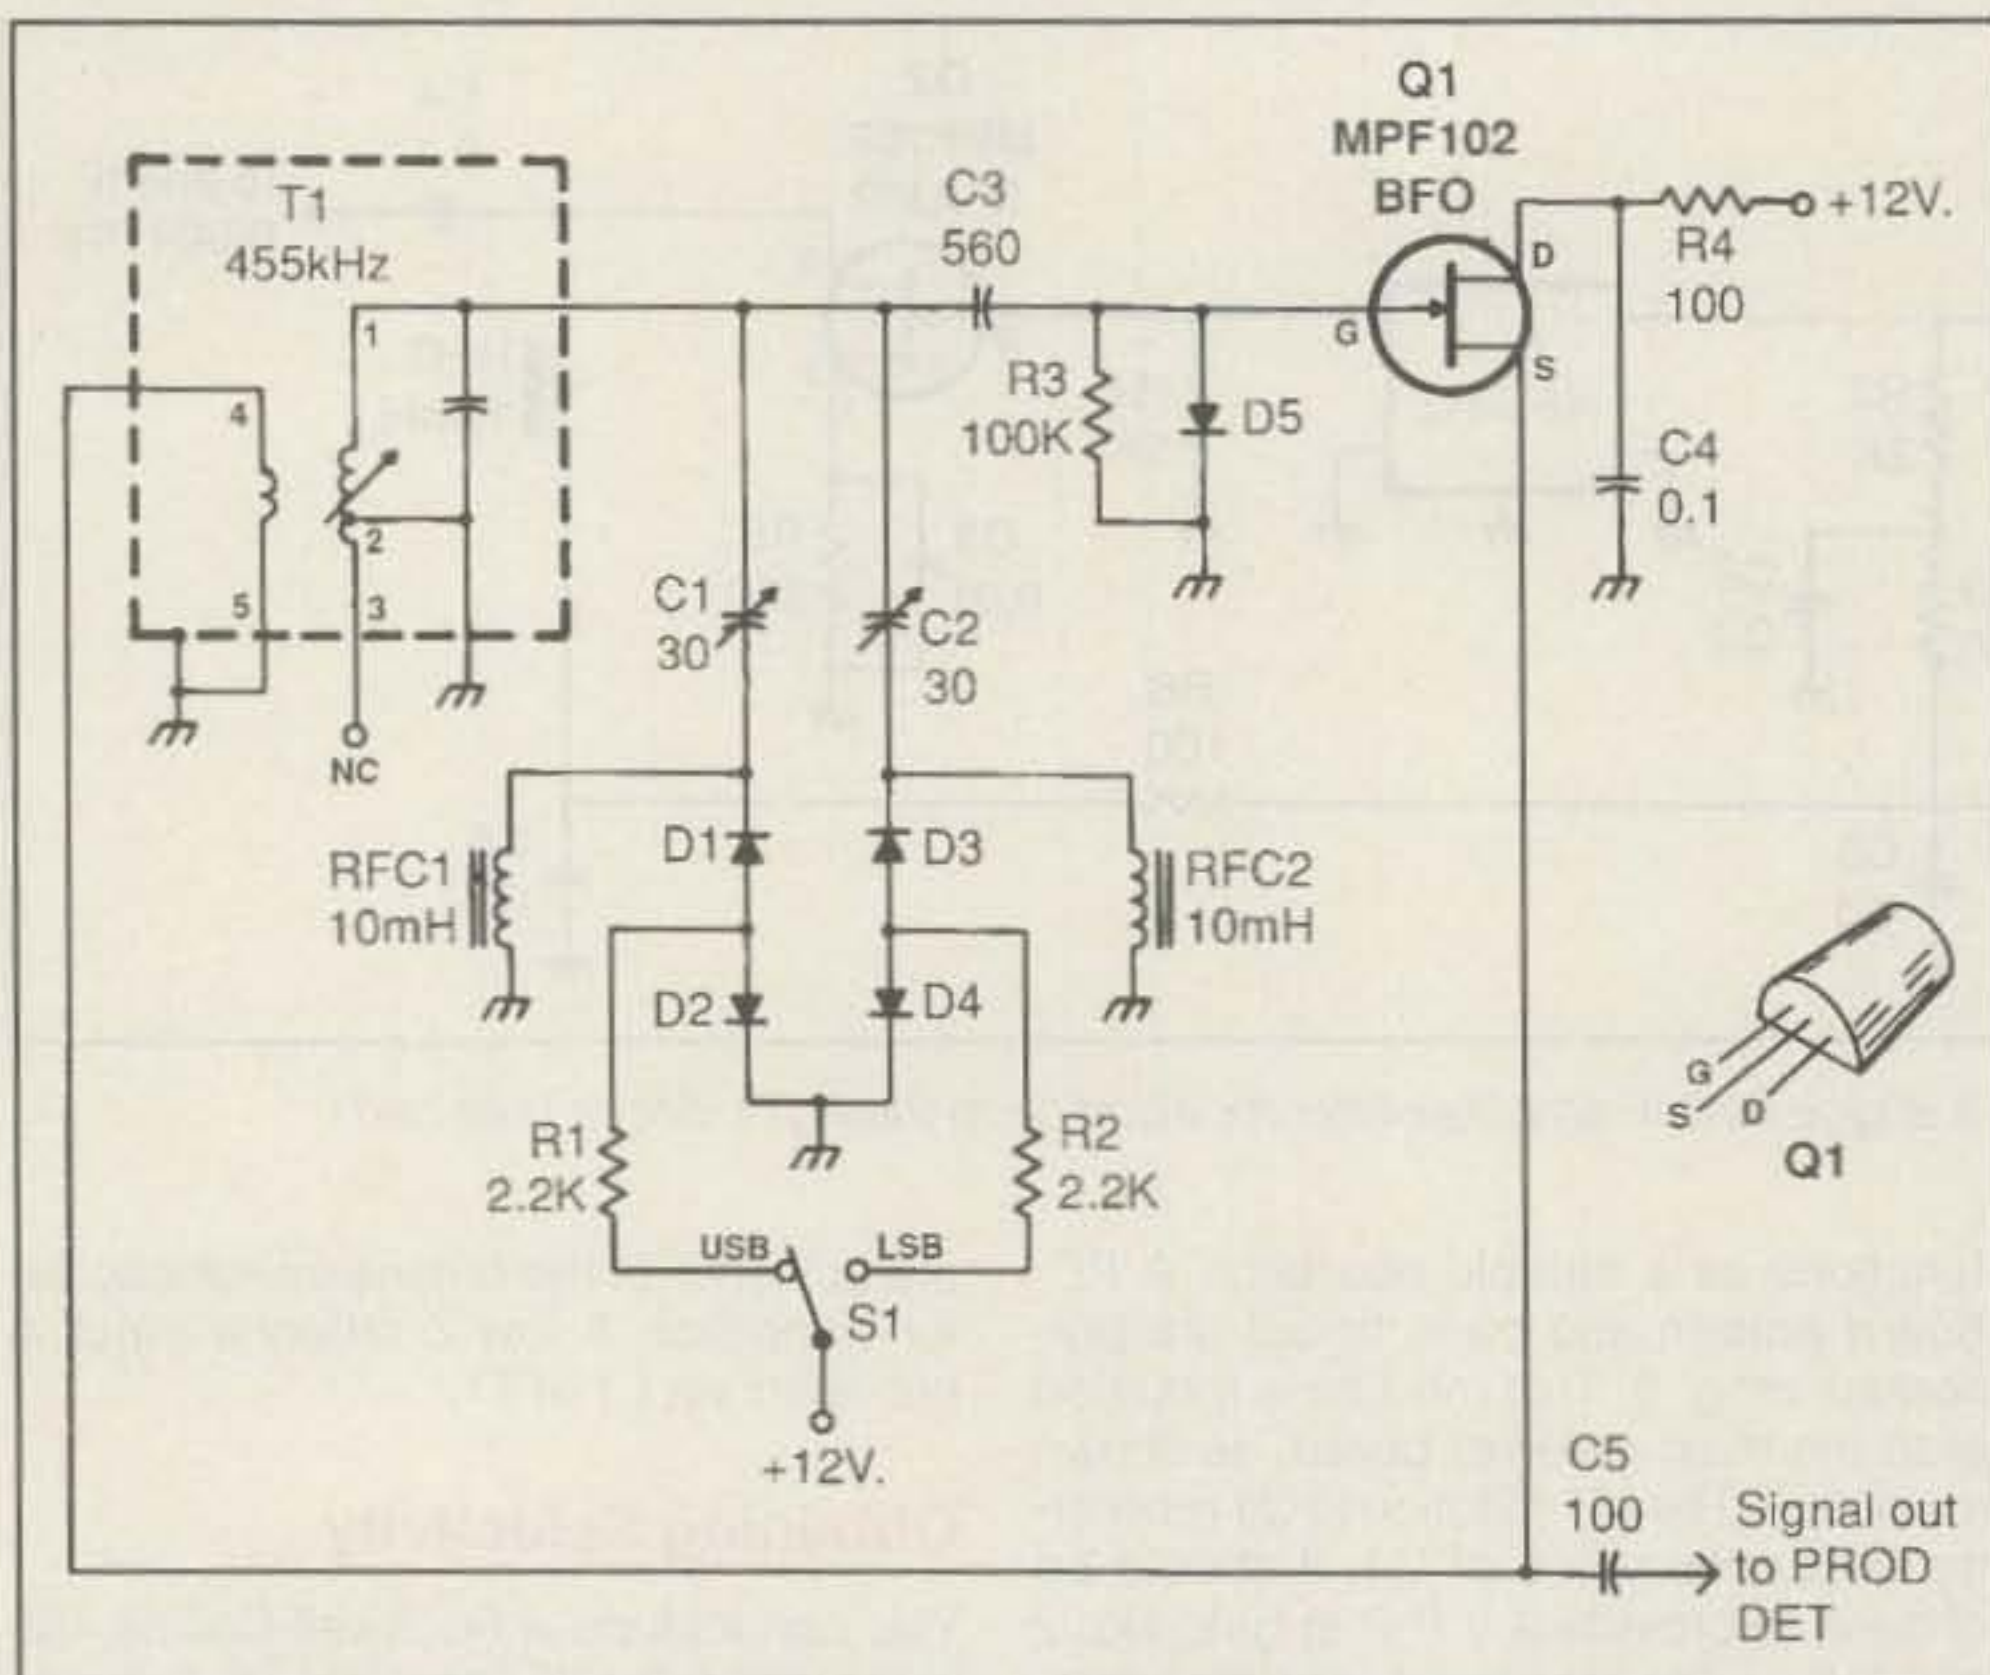 Q1
MPF102
BFO
T1
455kHz
C3
560
D
+12V.
R4
100
1
G
S
4
R3
100K
D5
C4
0.1
2
5
3
C1
30
C2
30
NC
D1
D3
RFC1
10mH
RFC2
10mH
D2
D4
G
S
D
Q1
R1
2.2K
R2
2.2K
USB
LSB
S1
+12V.
C5
100
Signal out
to PROD
DET